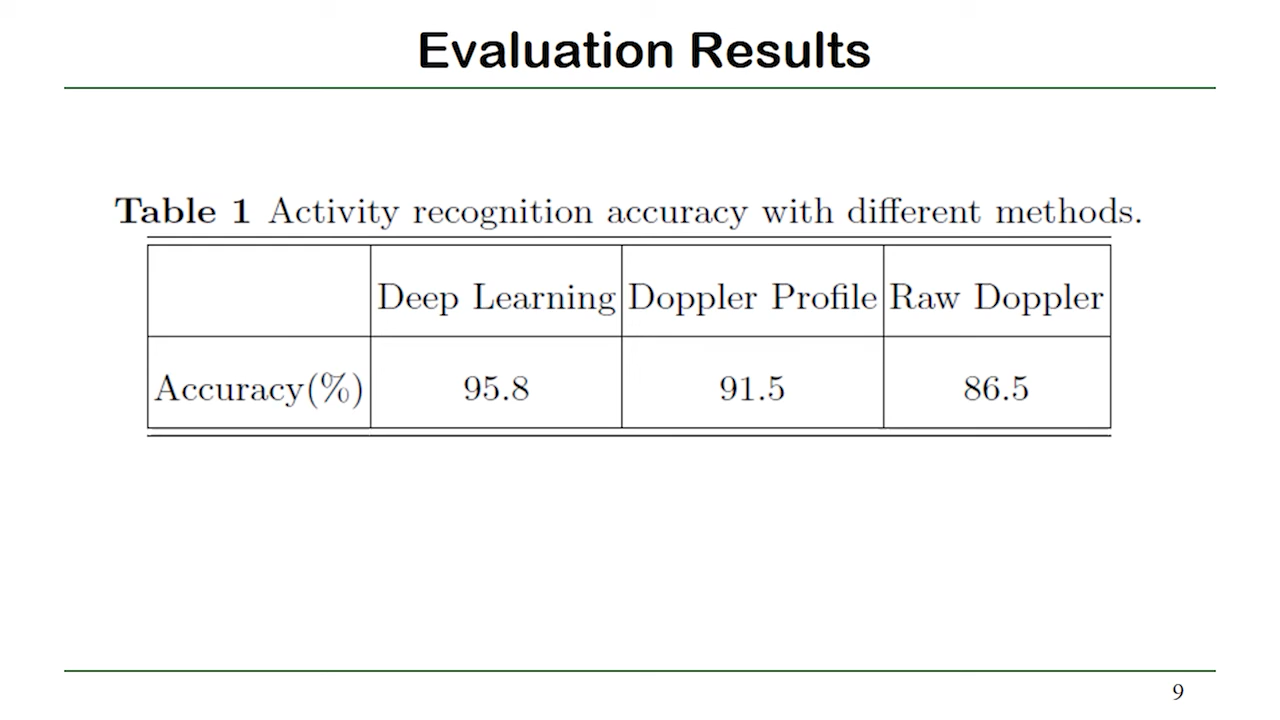 Evaluation Results
Table 1 Activity recognition accuracy with different methods.
Deep Learning Doppler Profile Raw Doppler
Accuracy(%) 95.8 91.5 86.5
9